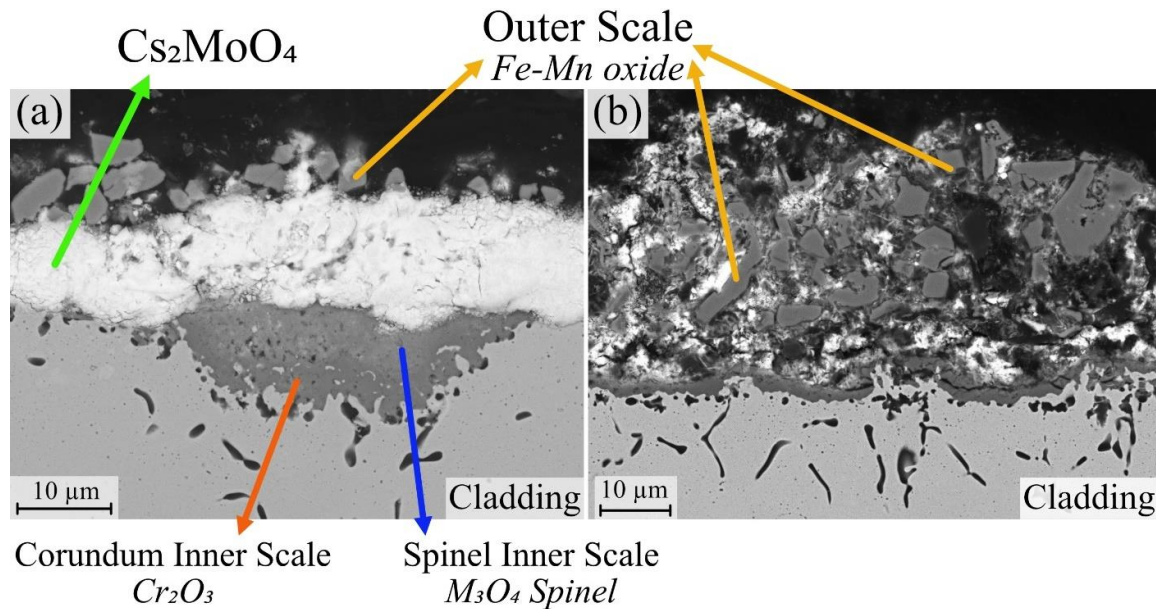 Cs₂MoO₄
Outer Scale
Fe-Mn oxide
(a)
(b)
10 µm
Cladding
10 µm
Cladding
Corundum Inner Scale
Cr₂O₃
Spinel Inner Scale
M₃O₄ Spinel